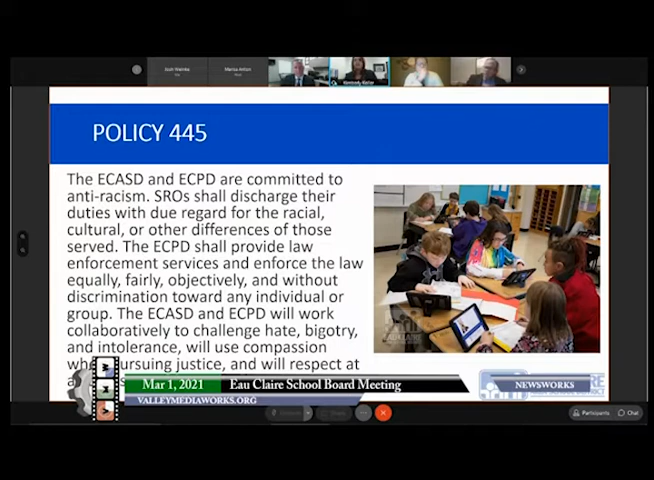 Scott Weinke
Marisa Anton
Kimberly Koller
POLICY 445
The ECASD and ECPD are committed to
anti-racism. SROs shall discharge their
duties with due regard for the racial,
cultural, or other differences of those
served. The ECPD shall provide law
enforcement services and enforce the law
equally, fairly, objectively, and without
discrimination toward any individual or
group. The ECASD and ECPD will work
collaboratively to challenge hate, bigotry,
and intolerance, will use compassion
pursuing justice, and will respect at
Mar 1, 2021 Eau Claire School Board Meeting
NEWSWORKS
VALLEYMEDIAWORKS.ORG
Participants
Chat